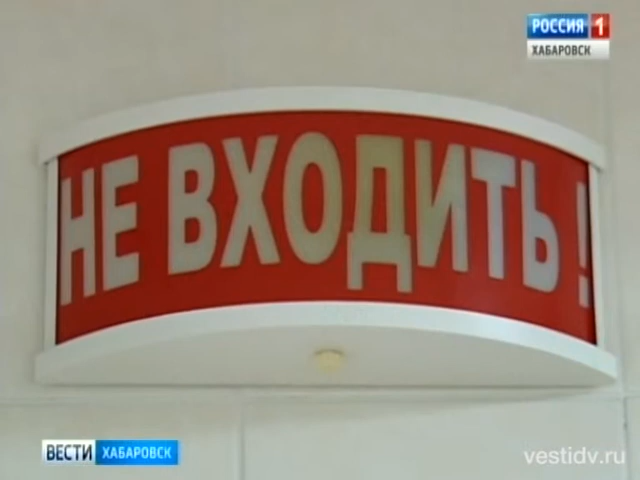 РОССИЯ 1
ХАБАРОВСК
НЕ ВХОДИТЬ !
ВЕСТИ ХАБАРОВСК
vestidv.ru